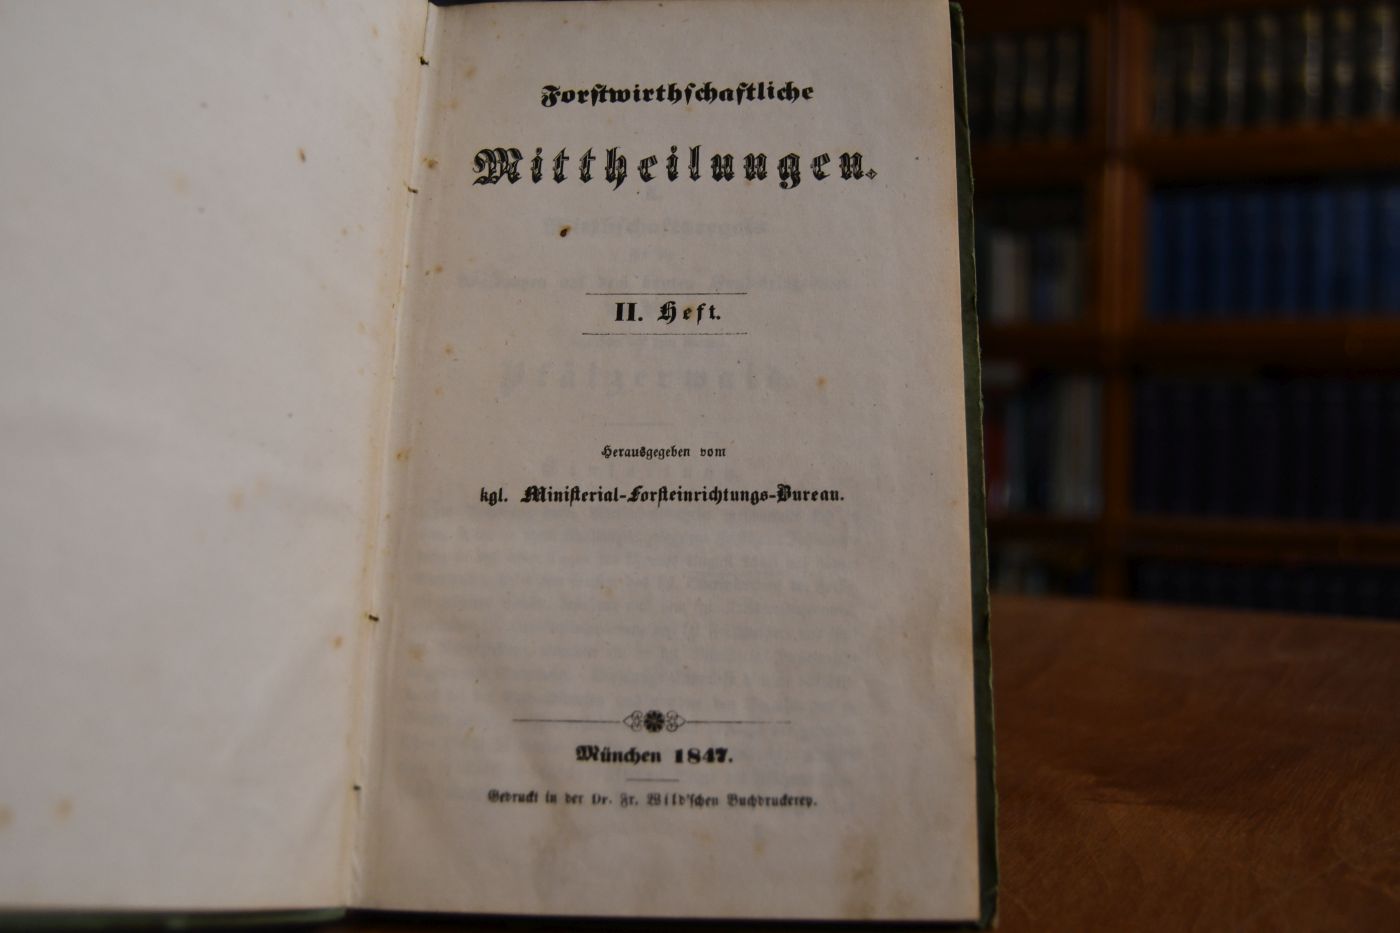 Forstwirthschaftliche
Mittheilungen.
II. Heft.
Herausgegeben vom
kgl. Ministerial-Forsteinrichtungs-Bureau.
München 1847.
Gedruckt in der Dr. Fr. Wild'schen Buchdruckerey.